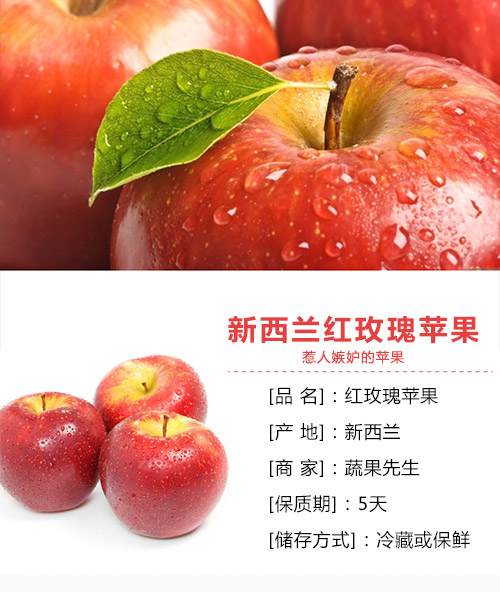 新西兰红玫瑰苹果
惹人嫉妒的苹果
[品 名]：红玫瑰苹果
[产 地]：新西兰
[商 家]：蔬果先生
[保质期]：5天
[储存方式]：冷藏或保鲜